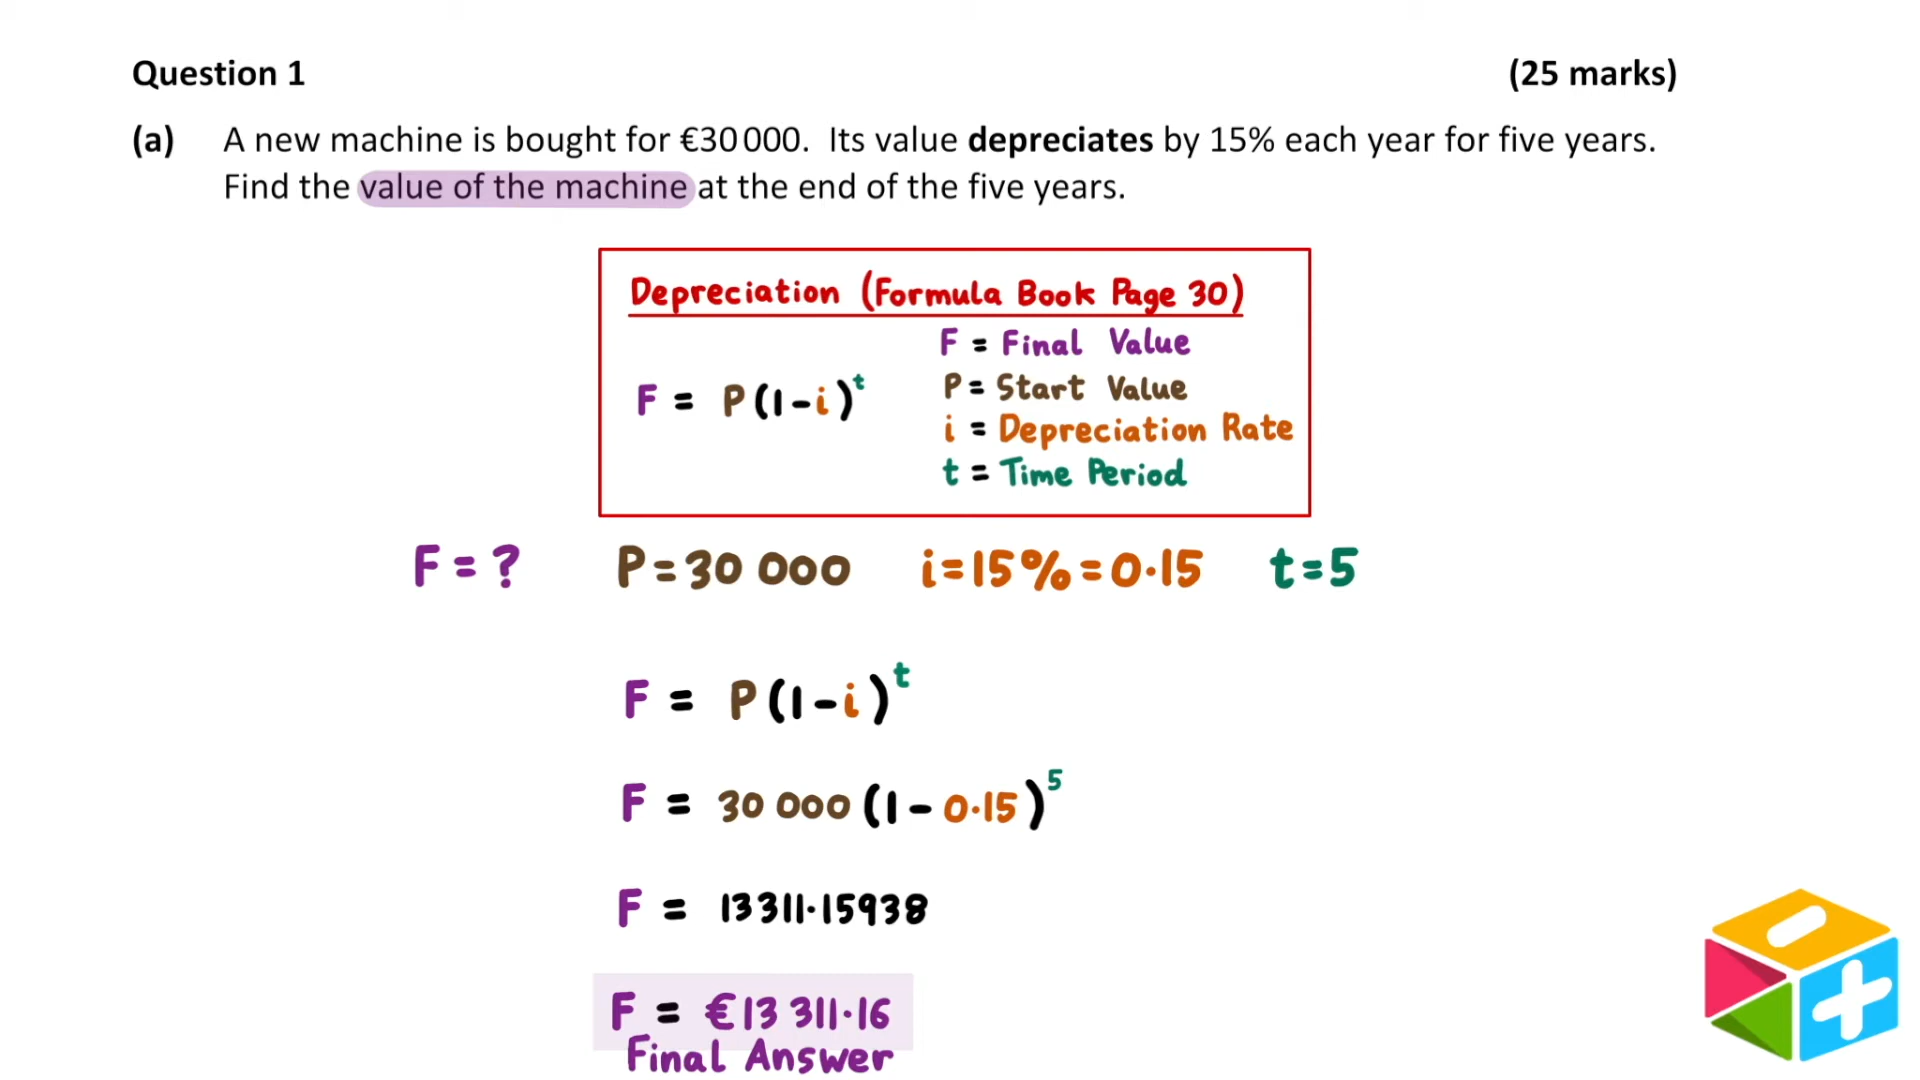 Question 1 (25 marks)
(a) A new machine is bought for €30 000. Its value depreciates by 15% each year for five years.
Find the value of the machine at the end of the five years.
Depreciation (Formula Book Page 30)
F = P(1-i)^t
F = Final Value
P = Start Value
i = Depreciation Rate
t = Time Period
F = ? P = 30 000 i = 15% = 0·15 t = 5
F = P(1-i)^t
F = 30 000 (1 - 0·15)^5
F = 13311·15938
F = €13 311·16
Final Answer